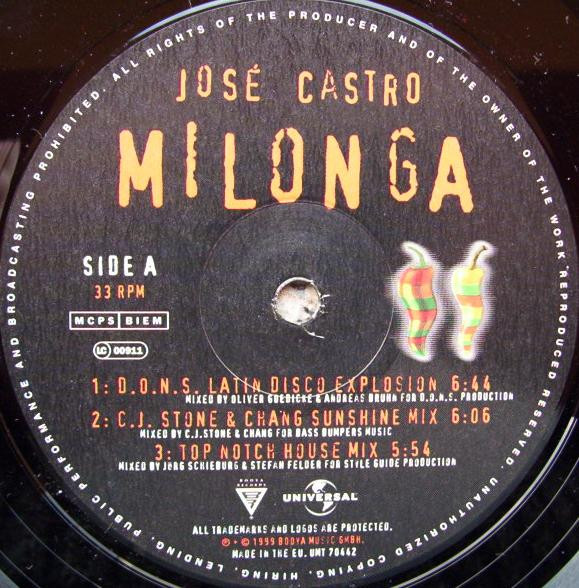 ALL RIGHTS OF THE PRODUCER AND OF THE OWNER OF THE WORK REPRODUCED RESERVED. UNAUTHORIZED COPYING, HIRING, LENDING, PUBLIC PERFORMANCE AND BROADCASTING PROHIBITED.
JOSÉ CASTRO
MILONGA
SIDE A
33 RPM
MCPS BIEM
LC 00911
1: D.O.N.S. LATIN DISCO EXPLOSION 6:44
MIXED BY OLIVER GOEDICKE & ANDREAS BRUHN FOR D.O.N.S. PRODUCTION
2: C.J. STONE & CHANG SUNSHINE MIX 6:06
MIXED BY C.J.STONE & CHANG FOR BASS BUMPERS MUSIC
3: TOP NOTCH HOUSE MIX 5:54
MIXED BY JÖRG SCHIEBURG & STEFAN FELDER FOR STYLE GUIDE PRODUCTION
BOOYA RECORDS
UNIVERSAL
ALL TRADEMARKS AND LOGOS ARE PROTECTED.
℗ + © 1999 BOOYA MUSIC GMBH.
MADE IN THE EU. UMT 70442